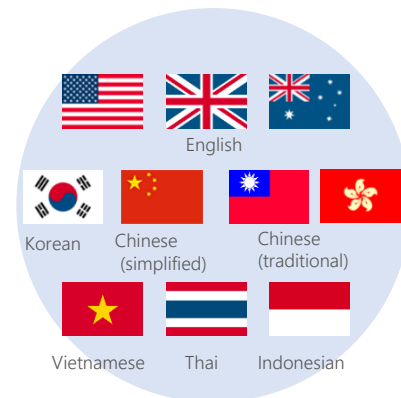 English
Korean
Chinese
(simplified)
Chinese
(traditional)
Vietnamese
Thai
Indonesian